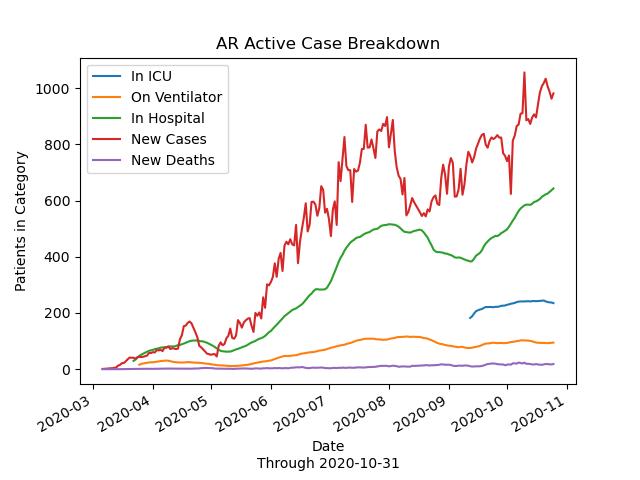 AR Active Case Breakdown
In ICU
On Ventilator
In Hospital
New Cases
New Deaths
Patients in Category
1000
800
600
400
200
0
2020-03
2020-04
2020-05
2020-06
2020-07
2020-08
2020-09
2020-10
2020-11
Date
Through 2020-10-31